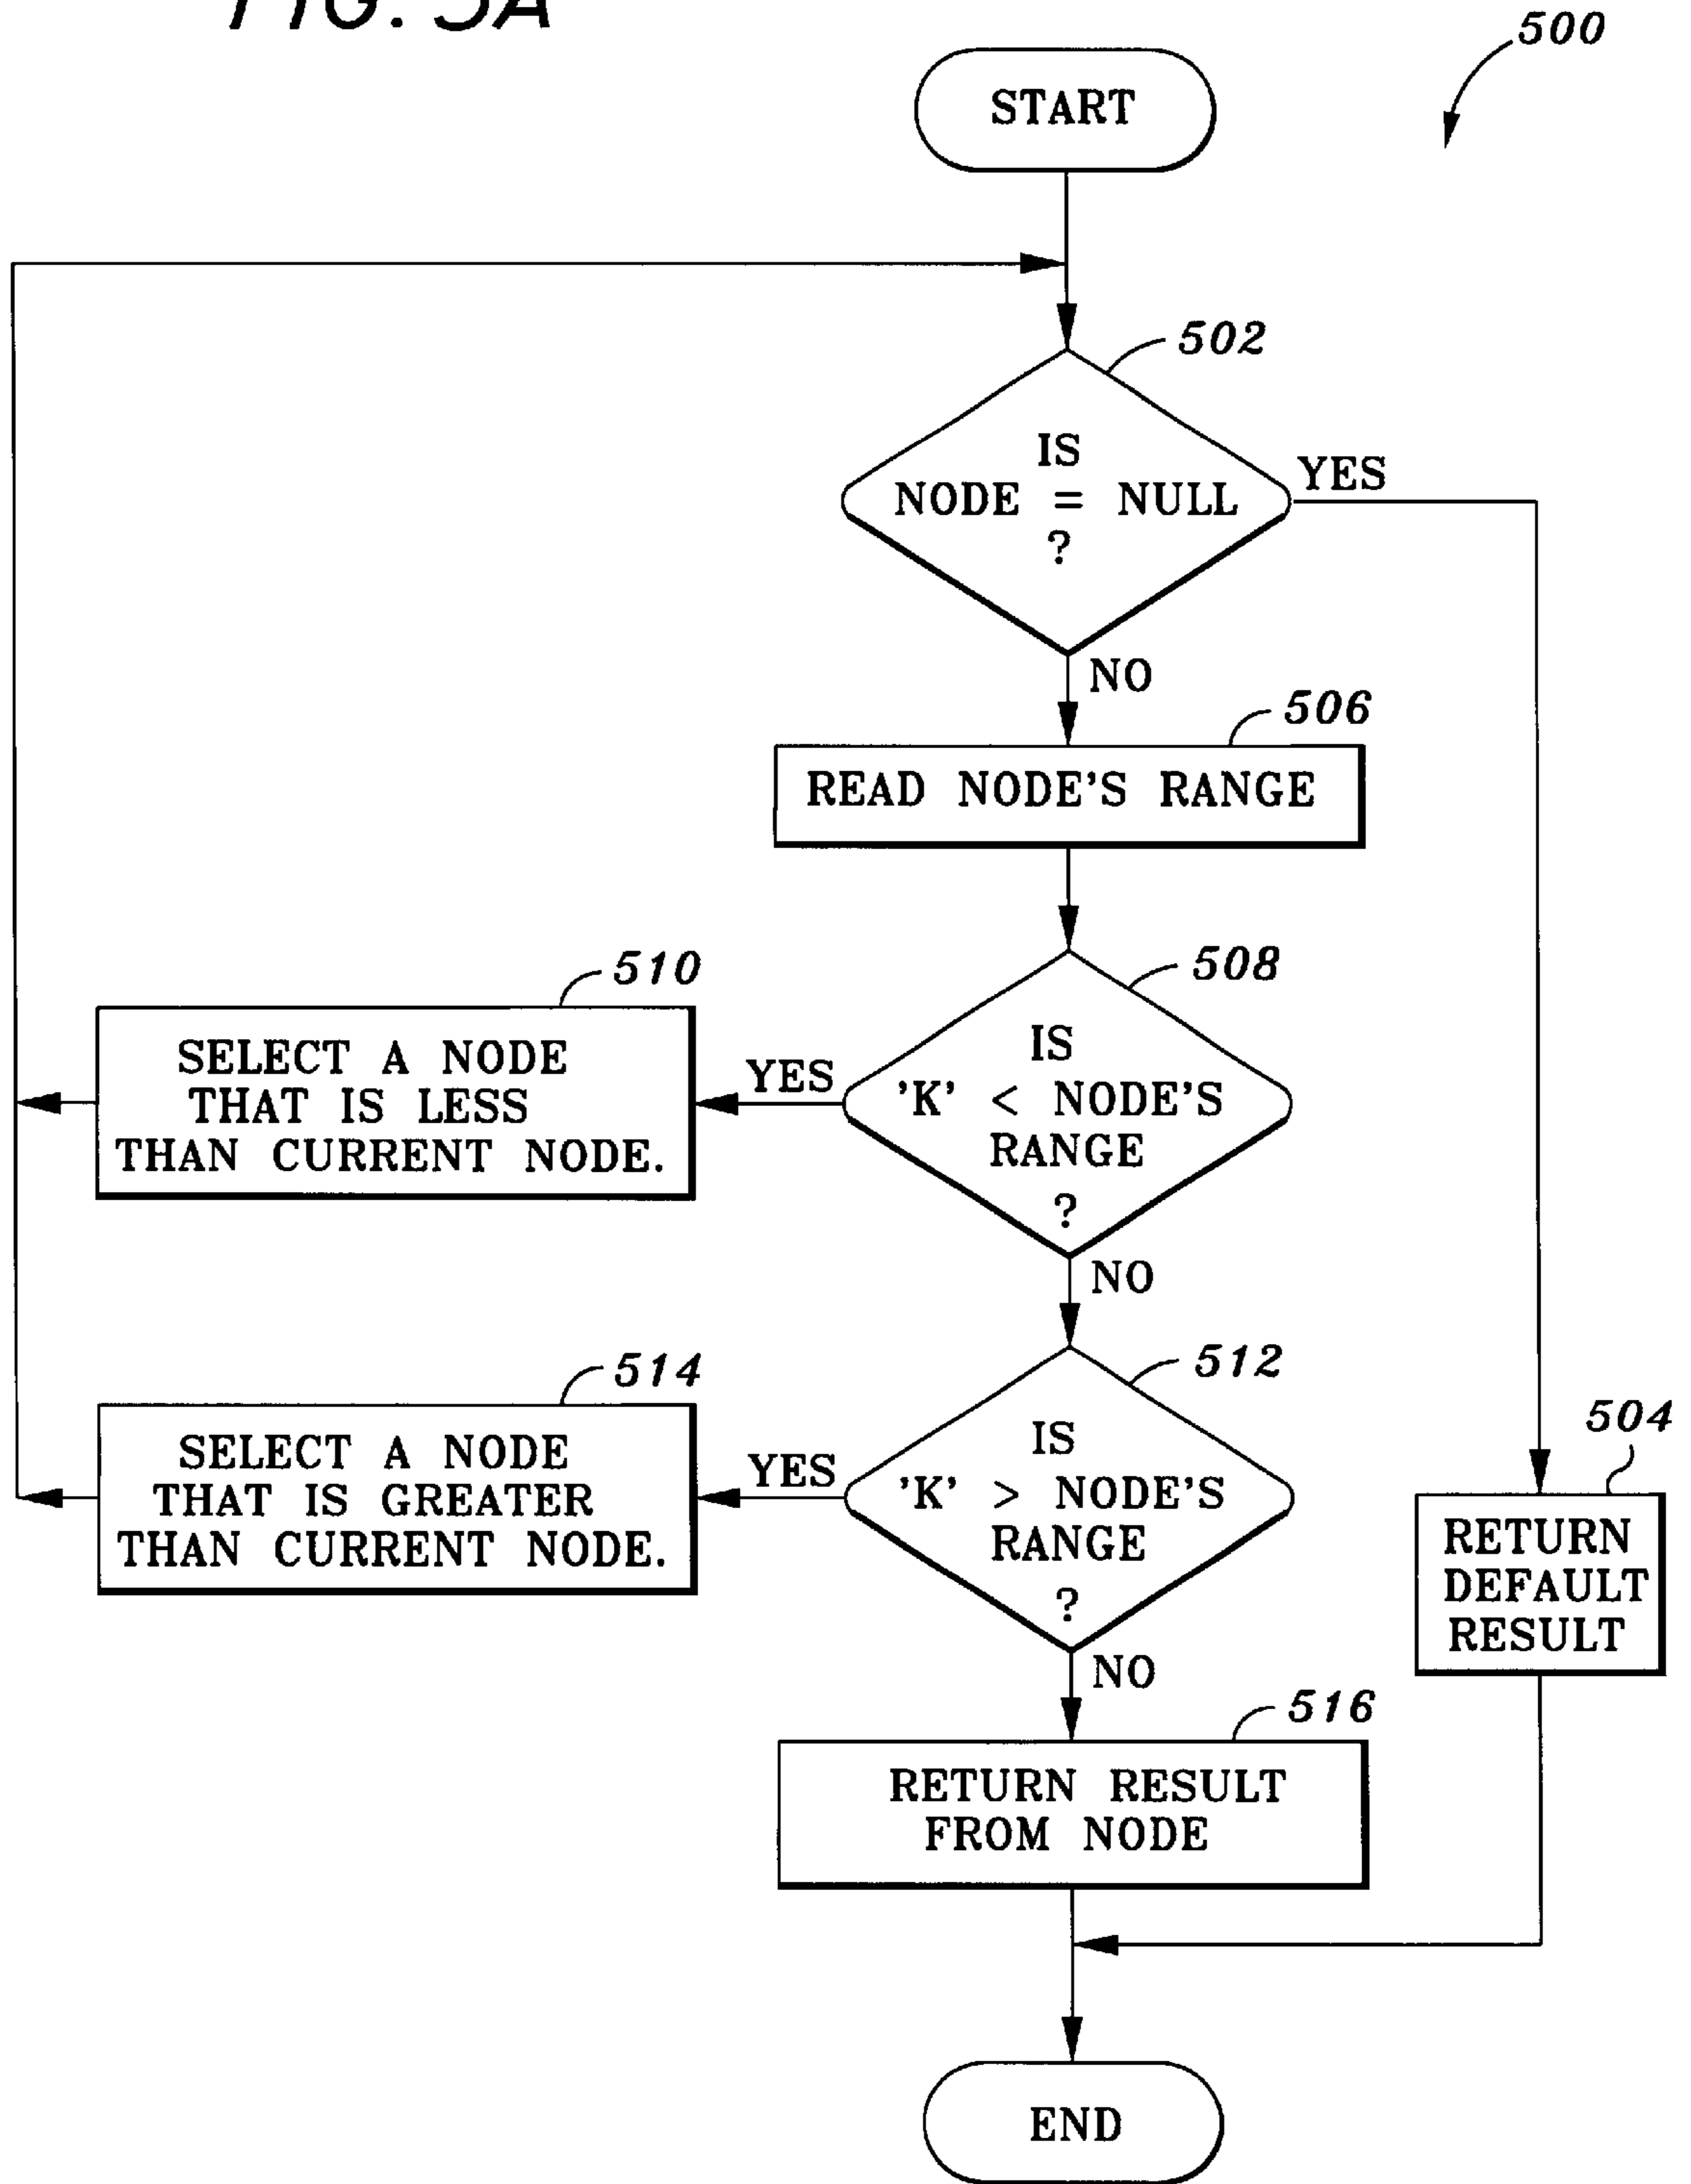 FIG. 5A
500
START
502
IS
NODE = NULL
?
YES
NO
506
READ NODE'S RANGE
508
IS
'K' < NODE'S
RANGE
?
YES
NO
510
SELECT A NODE
THAT IS LESS
THAN CURRENT NODE.
512
IS
'K' > NODE'S
RANGE
?
YES
NO
514
SELECT A NODE
THAT IS GREATER
THAN CURRENT NODE.
504
RETURN
DEFAULT
RESULT
516
RETURN RESULT
FROM NODE
END